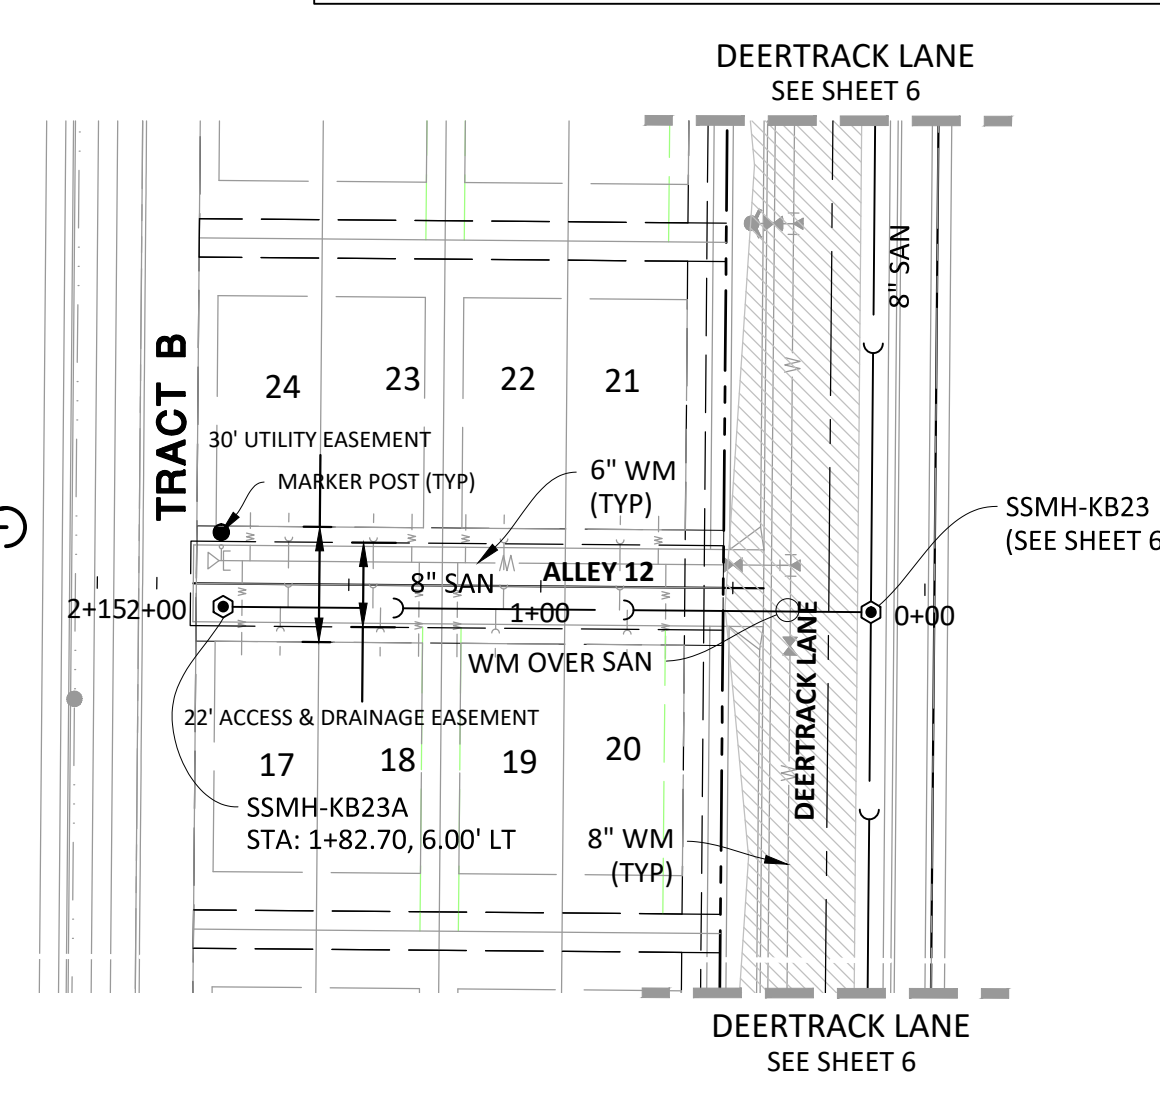 DEERTRACK LANE
SEE SHEET 6
8" SAN
TRACT B
24
23
22
21
30' UTILITY EASEMENT
MARKER POST (TYP)
6" WM
(TYP)
SSMH-KB23
(SEE SHEET 6
8" SAN
ALLEY 12
2+15
2+00
1+00
0+00
WM OVER SAN
DEERTRACK LANE
22' ACCESS & DRAINAGE EASEMENT
17
18
19
20
SSMH-KB23A
STA: 1+82.70, 6.00' LT
8" WM
(TYP)
DEERTRACK LANE
SEE SHEET 6